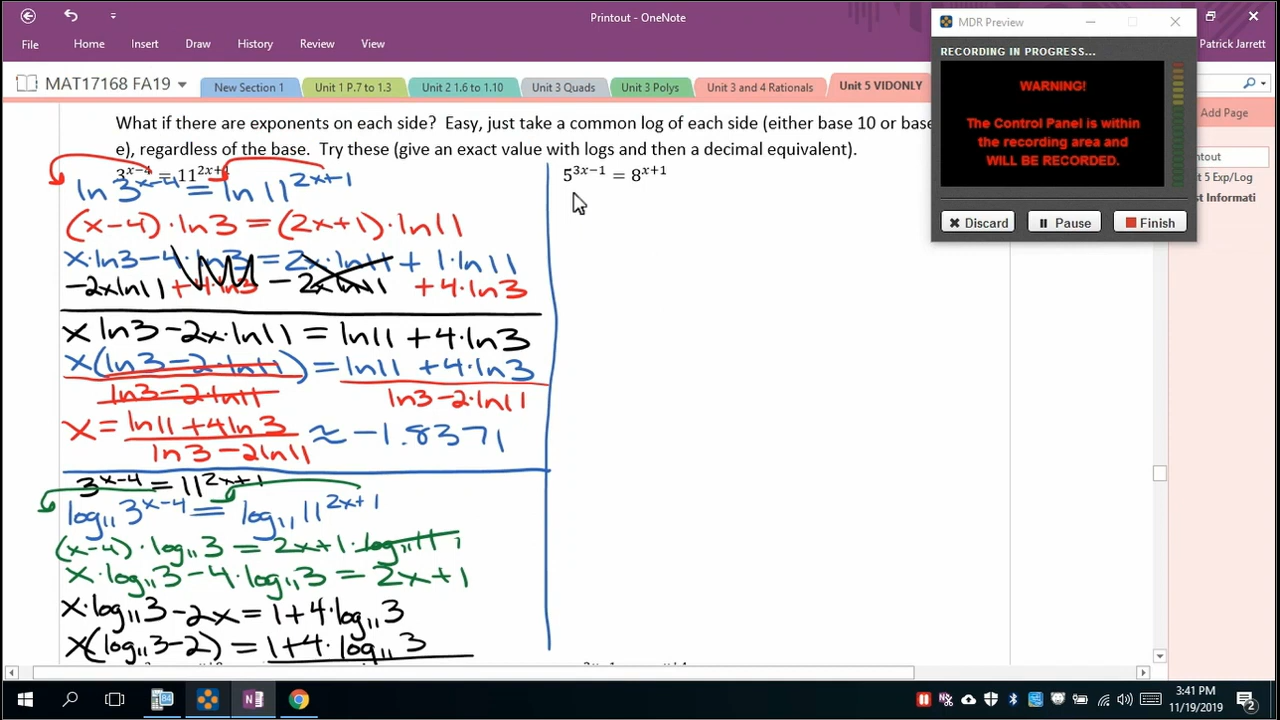 Printout - OneNote
MDR Preview
File Home Insert Draw History Review View
Patrick Jarrett
RECORDING IN PROGRESS...
WARNING!
The Control Panel is within
the recording area and
WILL BE RECORDED.
Discard Pause Finish
MAT17168 FA19
New Section 1 Unit 1 P.7 to 1.3 Unit 2 1.6 to 1.10 Unit 3 Quads Unit 3 Polys Unit 3 and 4 Rationals Unit 5 VIDONLY
Add Page
What if there are exponents on each side? Easy, just take a common log of each side (either base 10 or base
e), regardless of the base. Try these (give an exact value with logs and then a decimal equivalent).
3^{x−4} = 11^{2x+1}
ln 3^{x−4} = ln 11^{2x+1}
(x−4)·ln3 = (2x+1)·ln11
x·ln3 − 4·ln3 = 2x·ln11 + 1·ln11
−2xln11 + 4·ln3 − 2xln11 + 4·ln3
x ln3 − 2x·ln11 = ln11 + 4·ln3
x(ln3 − 2·ln11) = ln11 + 4·ln3
ln3 − 2·ln11 ln3 − 2·ln11
x = ln11 + 4ln3 / ln3 − 2ln11 ≈ −1.8371
3^{x−4} = 11^{2x+1}
log₁₁ 3^{x−4} = log₁₁ 11^{2x+1}
(x−4)·log₁₁3 = 2x+1·log₁₁11 1
x·log₁₁3 − 4·log₁₁3 = 2x+1
x·log₁₁3 − 2x = 1+4·log₁₁3
x(log₁₁3−2) = 1+4·log₁₁3
5^{3x−1} = 8^{x+1}
3:41 PM
11/19/2019
2